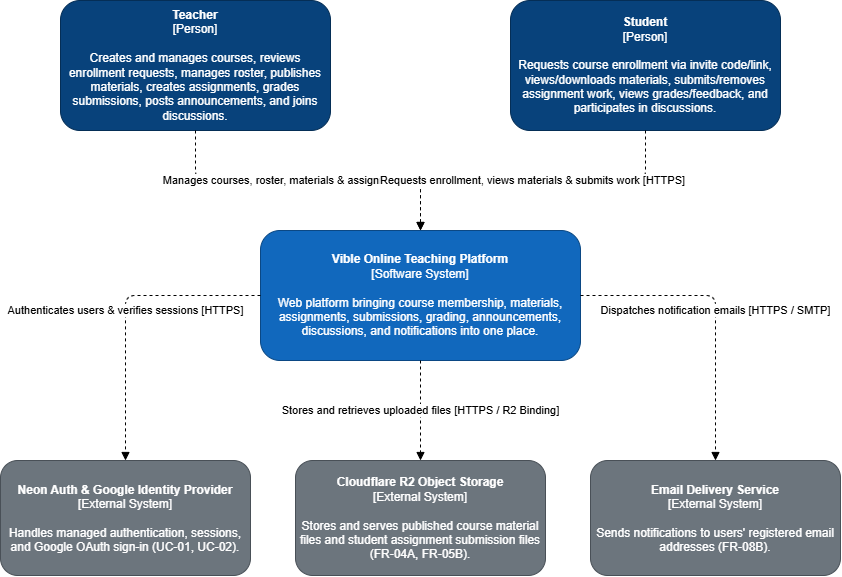 Teacher
[Person]
Creates and manages courses, reviews
enrollment requests, manages roster, publishes
materials, creates assignments, grades
submissions, posts announcements, and joins
discussions.
Student
[Person]
Requests course enrollment via invite code/link,
views/downloads materials, submits/removes
assignment work, views grades/feedback, and
participates in discussions.
Manages courses, roster, materials & assign
Requests enrollment, views materials & submits work [HTTPS]
Vible Online Teaching Platform
[Software System]
Web platform bringing course membership, materials,
assignments, submissions, grading, announcements,
discussions, and notifications into one place.
Authenticates users & verifies sessions [HTTPS]
Dispatches notification emails [HTTPS / SMTP]
Stores and retrieves uploaded files [HTTPS / R2 Binding]
Neon Auth & Google Identity Provider
[External System]
Handles managed authentication, sessions,
and Google OAuth sign-in (UC-01, UC-02).
Cloudflare R2 Object Storage
[External System]
Stores and serves published course material
files and student assignment submission files
(FR-04A, FR-05B).
Email Delivery Service
[External System]
Sends notifications to users' registered email
addresses (FR-08B).